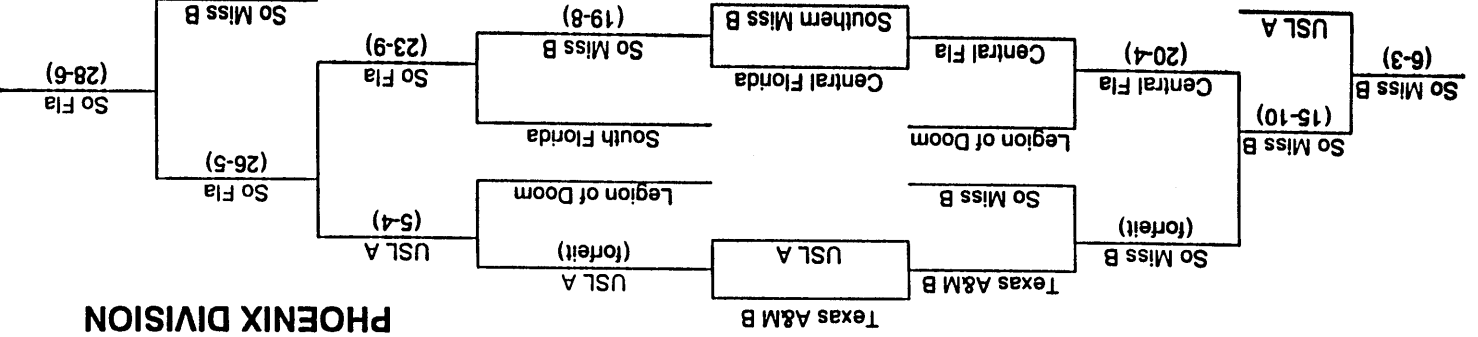 PHOENIX DIVISION
Texas A&M B
Texas A&M B
USL A
So Miss B
(forfeit)
USL A
USL A
(forfeit)
(5-4)
So Miss B
Legion of Doom
So Fla
(26-5)
So Miss B
(15-10)
Legion of Doom
South Florida
So Fla
(28-6)
So Miss B
(6-3)
Central Fla
(20-4)
Central Florida
So Fla
(23-9)
Central Fla
So Miss B
(19-8)
USL A
Southern Miss B
So Miss B